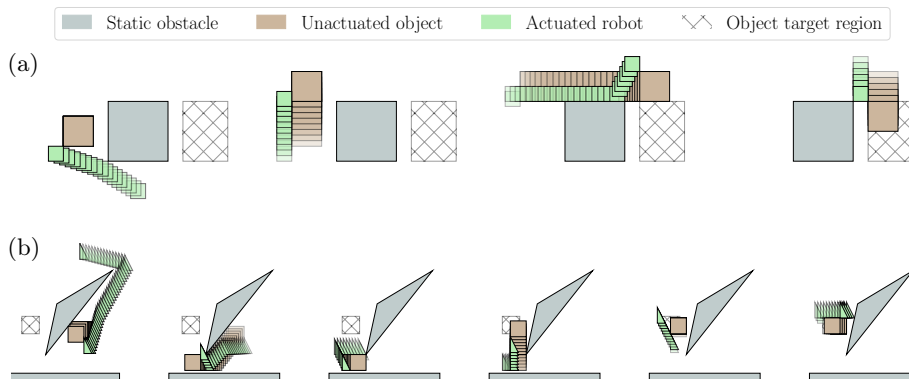 Static obstacle Unactuated object Actuated robot Object target region
(a)
(b)